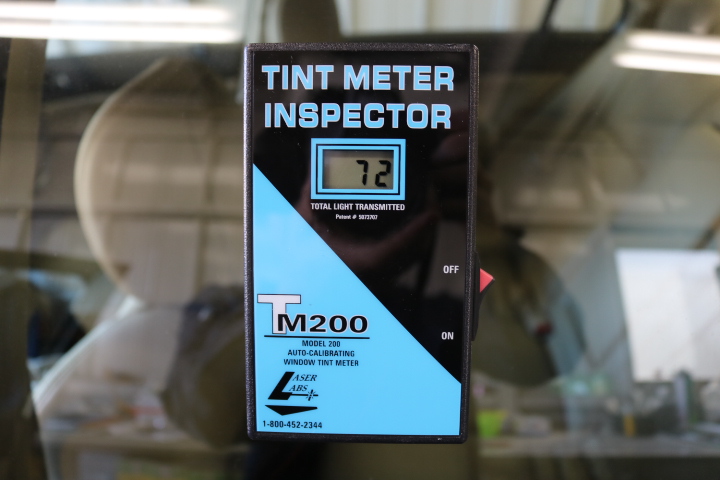 TINT METER
INSPECTOR
72
TOTAL LIGHT TRANSMITTED
Patent # 5073707
OFF
ON
TM200
MODEL 200
AUTO-CALIBRATING
WINDOW TINT METER
LASER
LABS
1-800-452-2344